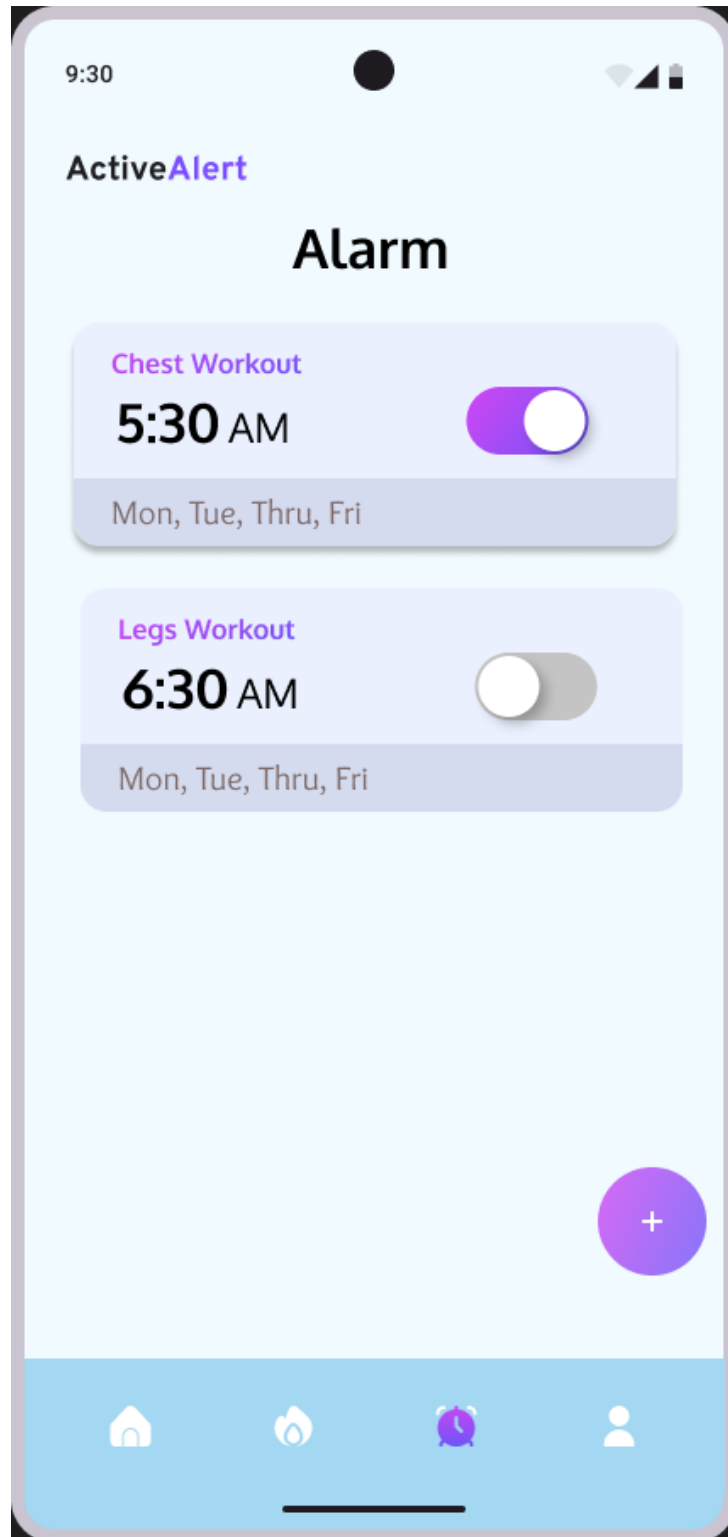 9:30
ActiveAlert
Alarm
Chest Workout
5:30 AM
Mon, Tue, Thru, Fri
Legs Workout
6:30 AM
Mon, Tue, Thru, Fri
+